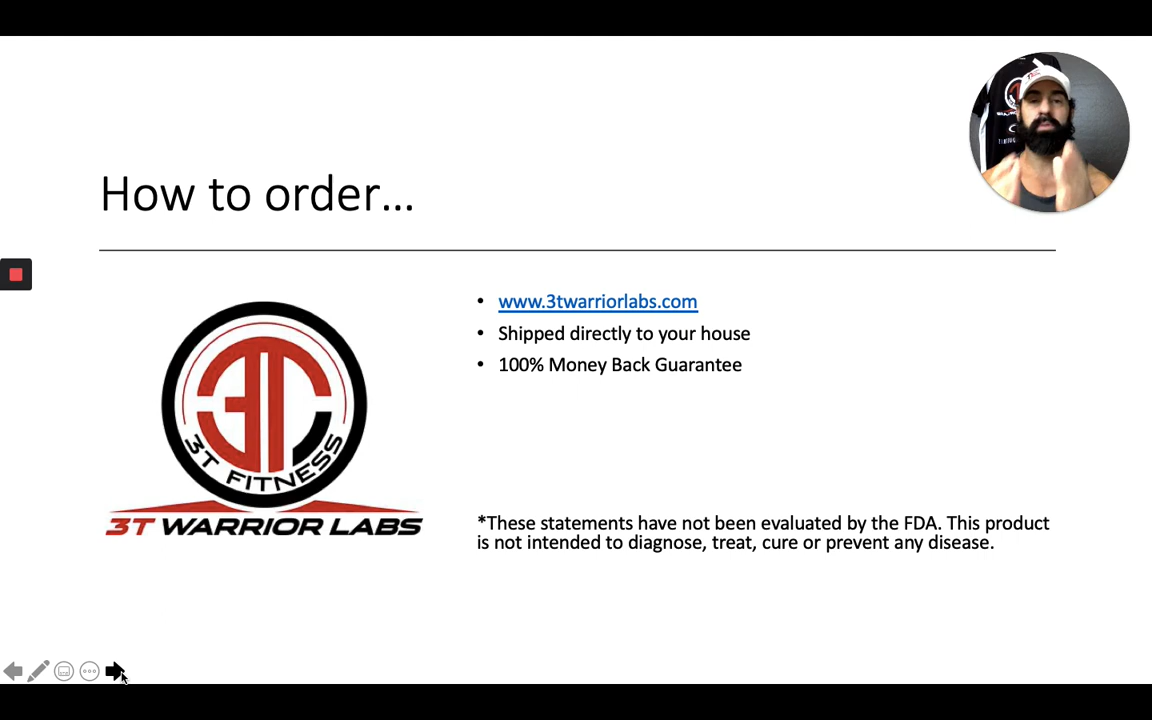 How to order...
• www.3twarriorlabs.com
• Shipped directly to your house
• 100% Money Back Guarantee
3T
3T FITNESS
3T WARRIOR LABS
*These statements have not been evaluated by the FDA. This product
is not intended to diagnose, treat, cure or prevent any disease.